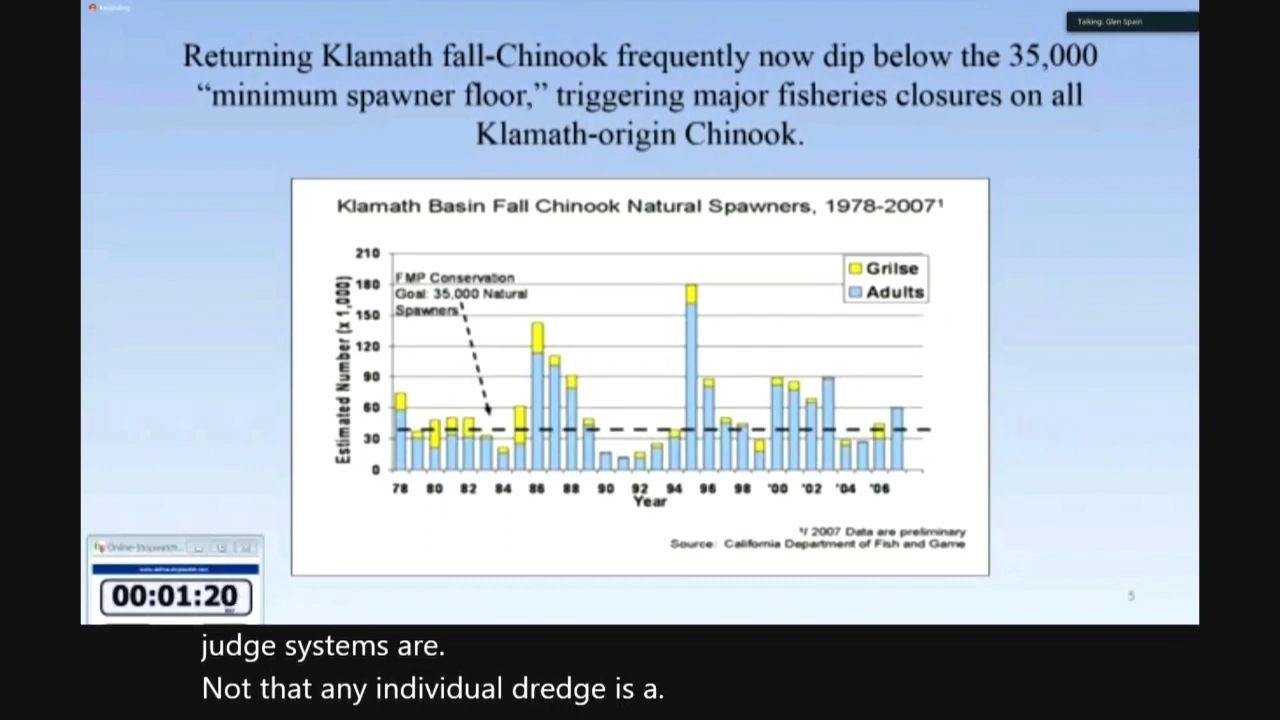 Recording
Talking: Glen Spain
Returning Klamath fall-Chinook frequently now dip below the 35,000
“minimum spawner floor,” triggering major fisheries closures on all
Klamath-origin Chinook.
Klamath Basin Fall Chinook Natural Spawners, 1978-2007¹
Estimated Number (x 1,000)
210
180
150
120
90
60
30
0
FMP Conservation
Goal: 35,000 Natural
Spawners
Grilse
Adults
78 80 82 84 86 88 90 92 94 96 98 '00 '02 '04 '06
Year
¹/ 2007 Data are preliminary
Source: California Department of Fish and Game
Online-Stopwatch...
00:01:20
5
judge systems are.
Not that any individual dredge is a.